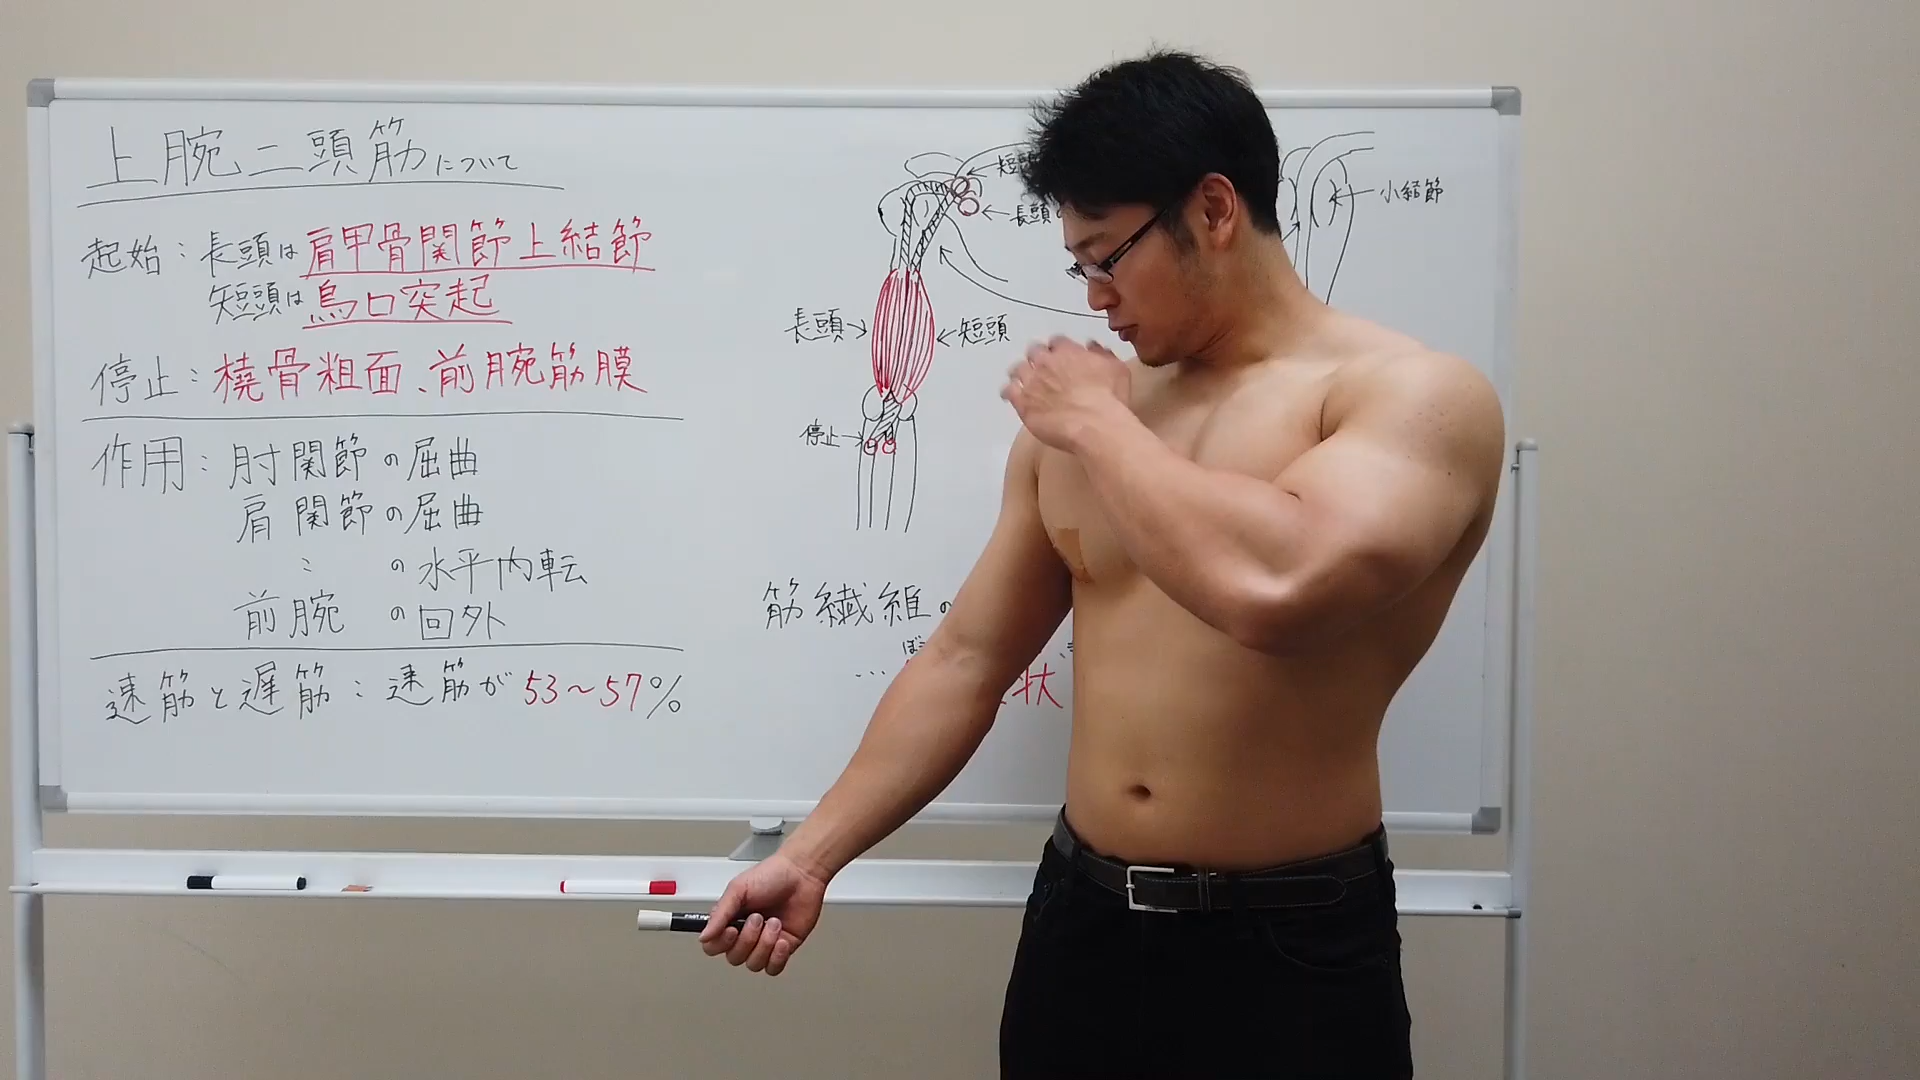 上腕二頭筋について
起始：長頭は肩甲骨関節上結節
短頭は烏口突起
停止：橈骨粗面、前腕筋膜
作用：肘関節の屈曲
肩関節の屈曲
〃 の水平内転
前腕 の回外
速筋と遅筋：速筋が53〜57%
短頭
長頭
小結節
長頭
短頭
停止
筋繊維の
…
状